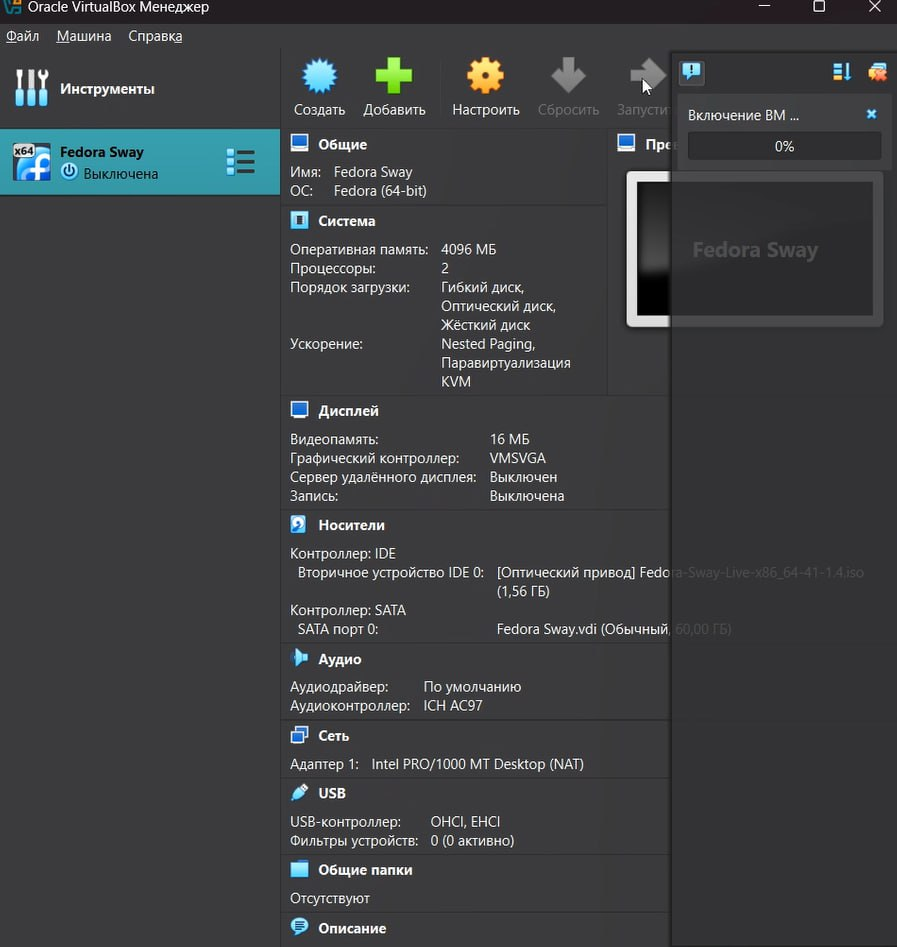 Oracle VirtualBox Менеджер
Файл Машина Справка
Инструменты
Создать Добавить Настроить Сбросить Запустить
x64
Fedora Sway
Выключена
Общие
Имя: Fedora Sway
ОС: Fedora (64-bit)
Система
Оперативная память: 4096 МБ
Процессоры: 2
Порядок загрузки: Гибкий диск,
Оптический диск,
Жёсткий диск
Ускорение: Nested Paging,
Паравиртуализация
KVM
Дисплей
Видеопамять: 16 МБ
Графический контроллер: VMSVGA
Сервер удалённого дисплея: Выключен
Запись: Выключена
Носители
Контроллер: IDE
Вторичное устройство IDE 0: [Оптический привод] Fedora-Sway-Live-x86_64-41-1.4.iso
(1,56 ГБ)
Контроллер: SATA
SATA порт 0: Fedora Sway.vdi (Обычный, 60,00 ГБ)
Аудио
Аудиодрайвер: По умолчанию
Аудиоконтроллер: ICH AC97
Сеть
Адаптер 1: Intel PRO/1000 MT Desktop (NAT)
USB
USB-контроллер: OHCI, EHCI
Фильтры устройств: 0 (0 активно)
Общие папки
Отсутствуют
Описание
Пре
Fedora Sway
Включение ВМ ...
0%